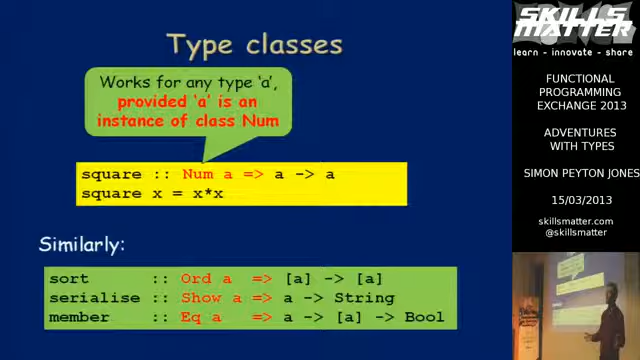 Type classes
Works for any type ‘a’,
provided ‘a’ is an
instance of class Num
square :: Num a => a -> a
square x = x*x
Similarly:
sort :: Ord a => [a] -> [a]
serialise :: Show a => a -> String
member :: Eq a => a -> [a] -> Bool
SKILLS
MATTER
learn - innovate - share
FUNCTIONAL
PROGRAMMING
EXCHANGE 2013
ADVENTURES
WITH TYPES
SIMON PEYTON JONES
15/03/2013
skillsmatter.com
@skillsmatter